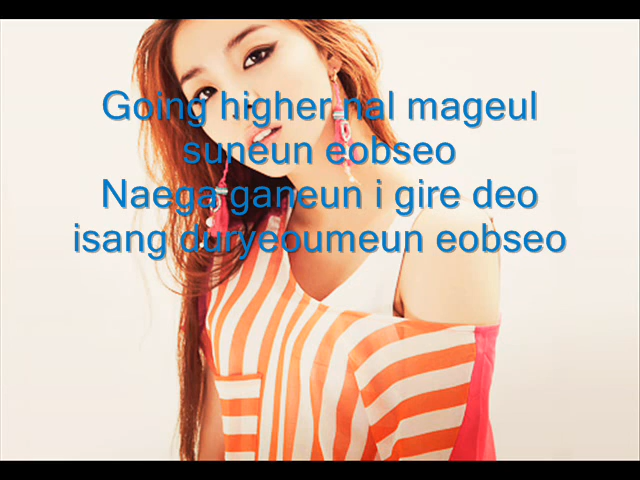 Going higher nal mageul
suneun eobseo
Naega ganeun i gire deo
isang duryeoumeun eobseo